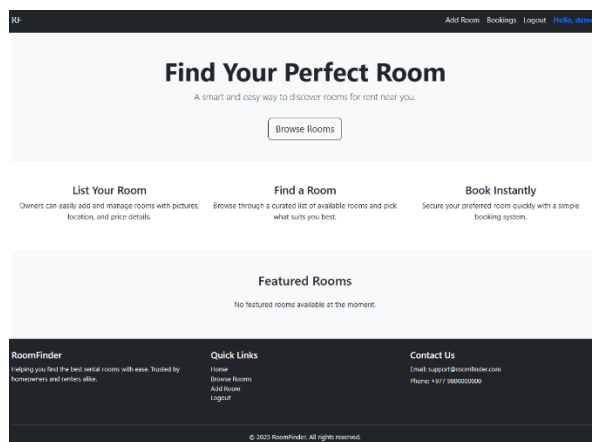 RF
Add Room Bookings Logout Hello, demo
Find Your Perfect Room
A smart and easy way to discover rooms for rent near you.
Browse Rooms
List Your Room
Owners can easily add and manage rooms with pictures,
location, and price details.
Find a Room
Browse through a curated list of available rooms and pick
what suits you best.
Book Instantly
Secure your preferred room quickly with a simple
booking system.
Featured Rooms
No featured rooms available at the moment.
RoomFinder
Helping you find the best rental rooms with ease. Trusted by
homeowners and renters alike.
Quick Links
Home
Browse Rooms
Add Room
Logout
Contact Us
Email: support@roomfinder.com
Phone: +977 9800000000
© 2025 RoomFinder. All rights reserved.